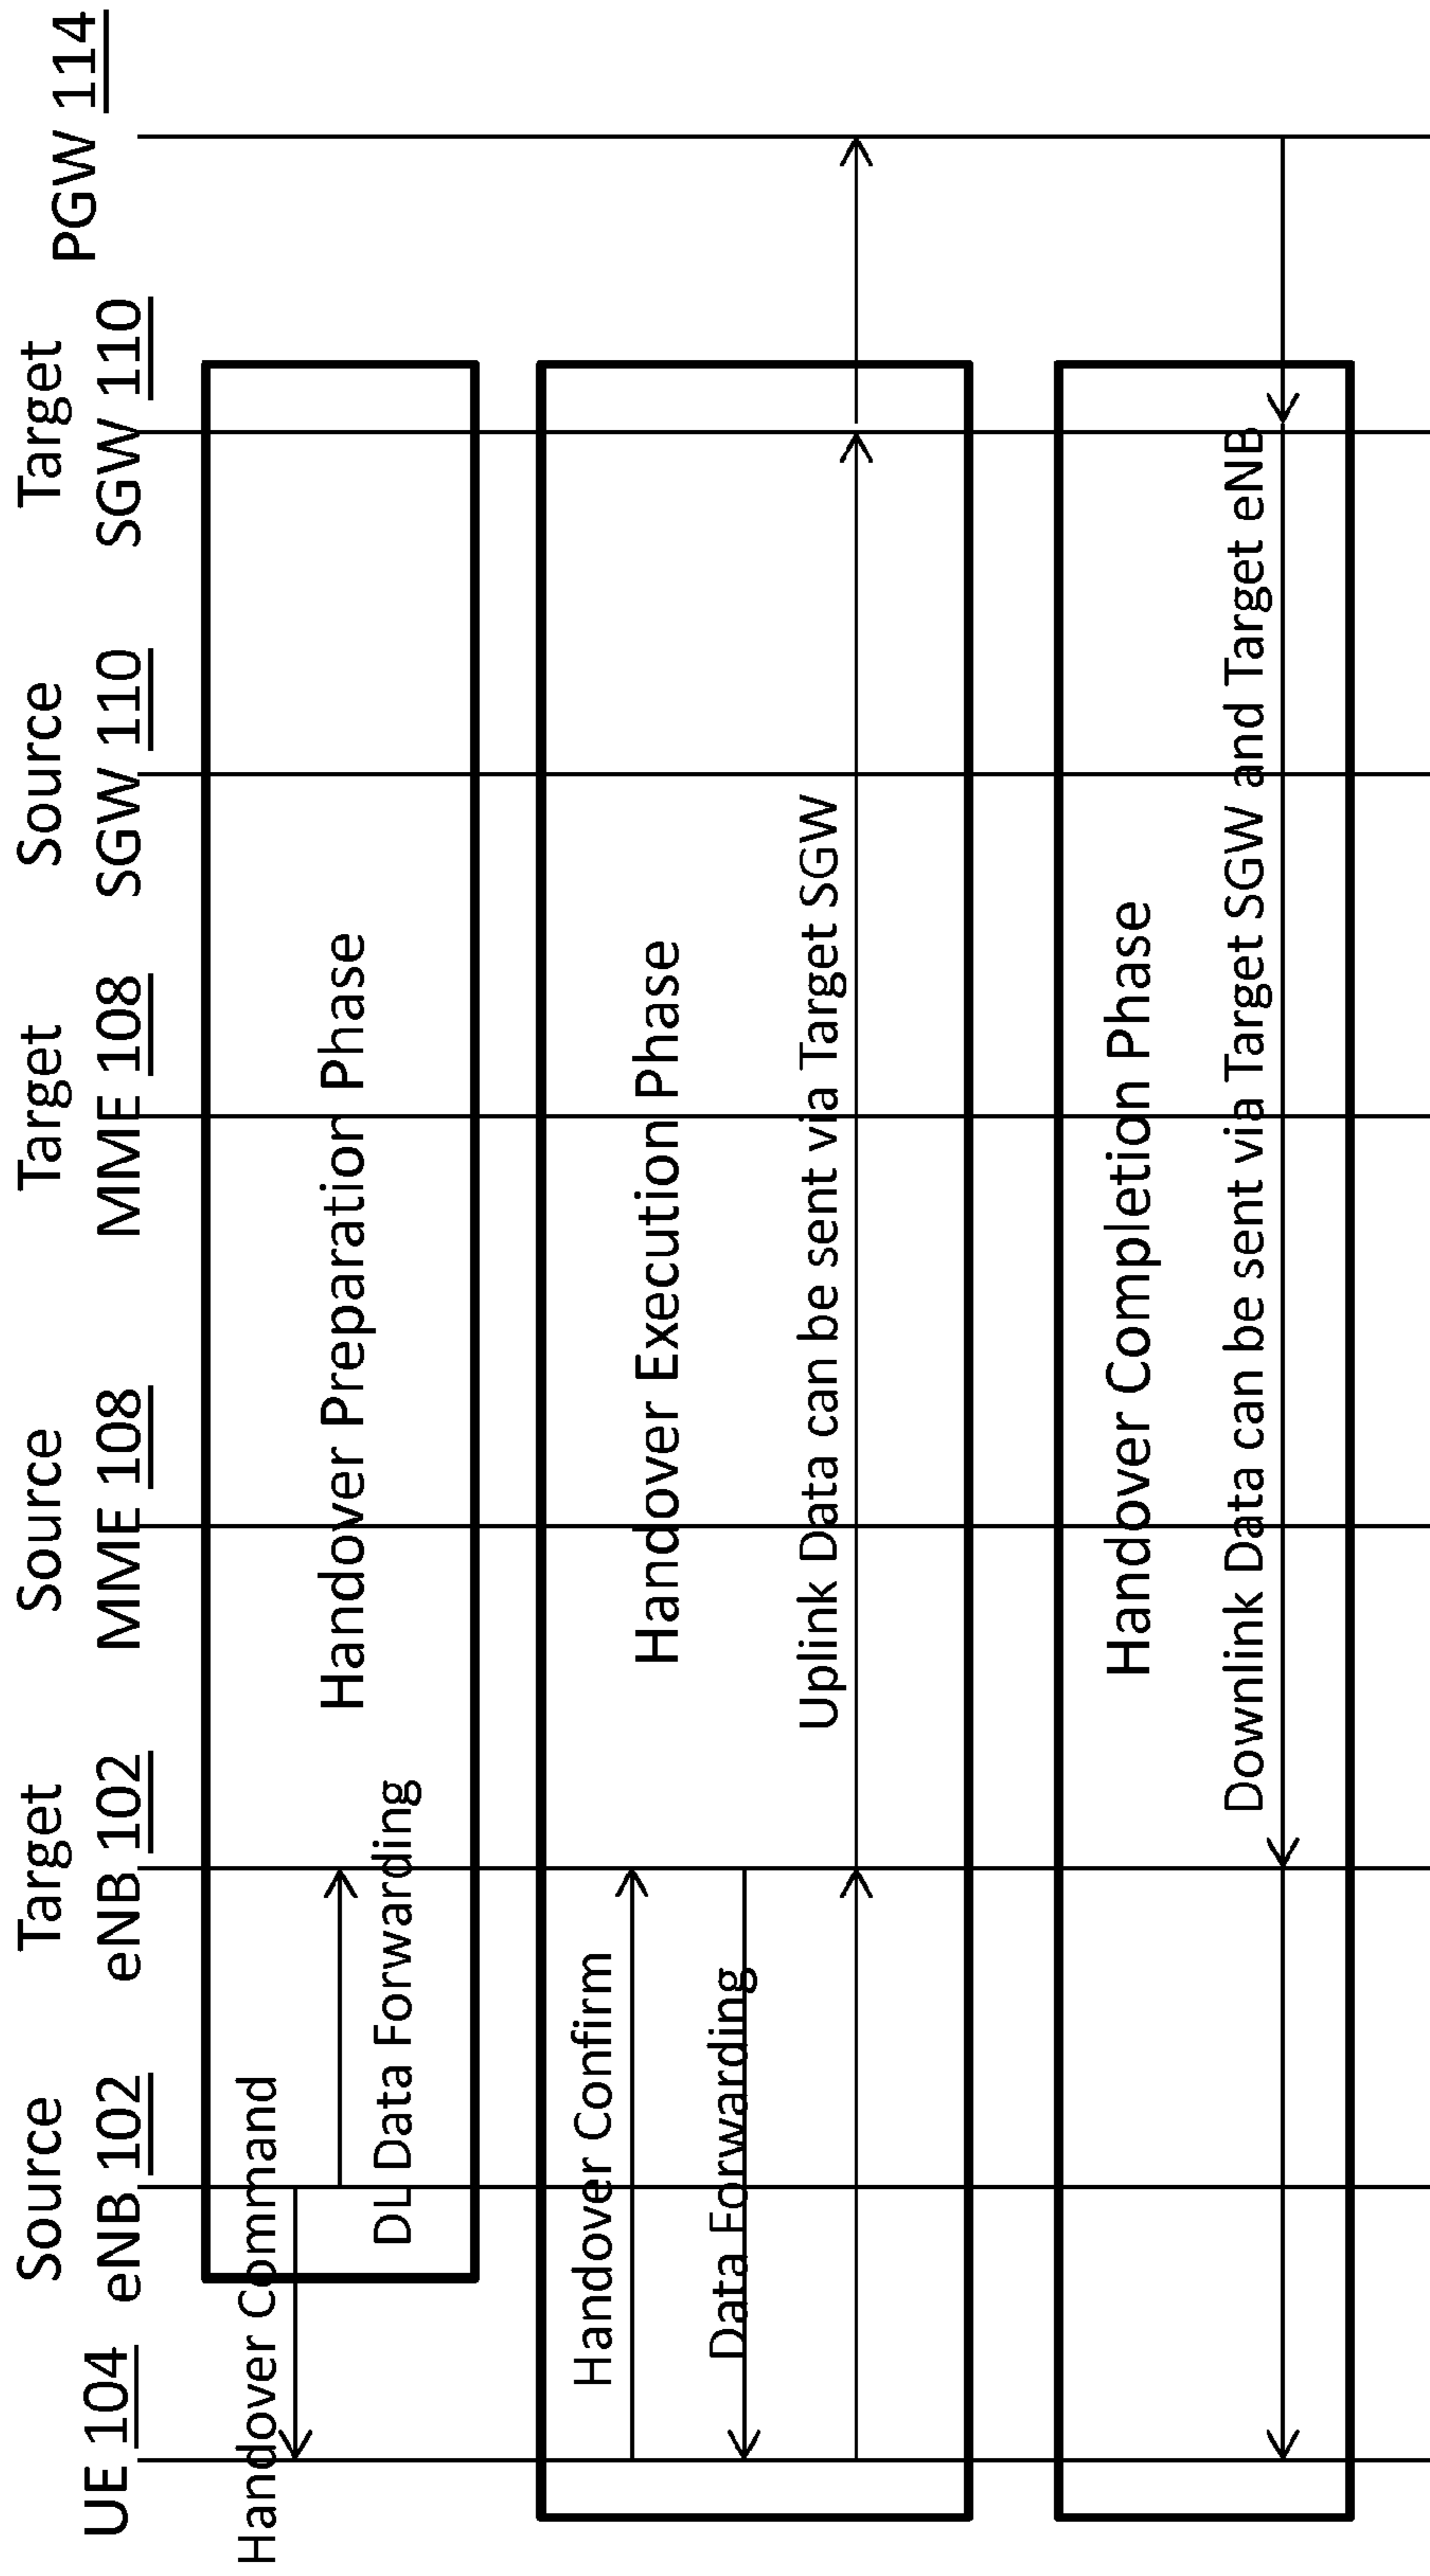 UE 104
Source
eNB 102
Target
eNB 102
Source
MME 108
Target
MME 108
Source
SGW 110
Target
SGW 110
PGW 114
Handover Command
Handover Preparation Phase
DL Data Forwarding
Handover Confirm
Handover Execution Phase
Data Forwarding
Uplink Data can be sent via Target SGW
Handover Completion Phase
Downlink Data can be sent via Target SGW and Target eNB